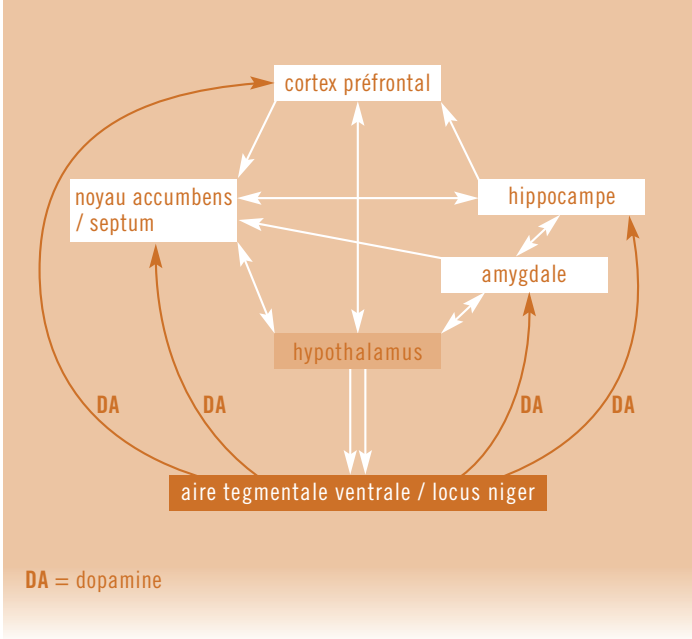 cortex préfrontal
noyau accumbens
/ septum
hippocampe
amygdale
hypothalamus
DA
DA
DA
DA
aire tegmentale ventrale / locus niger
DA = dopamine